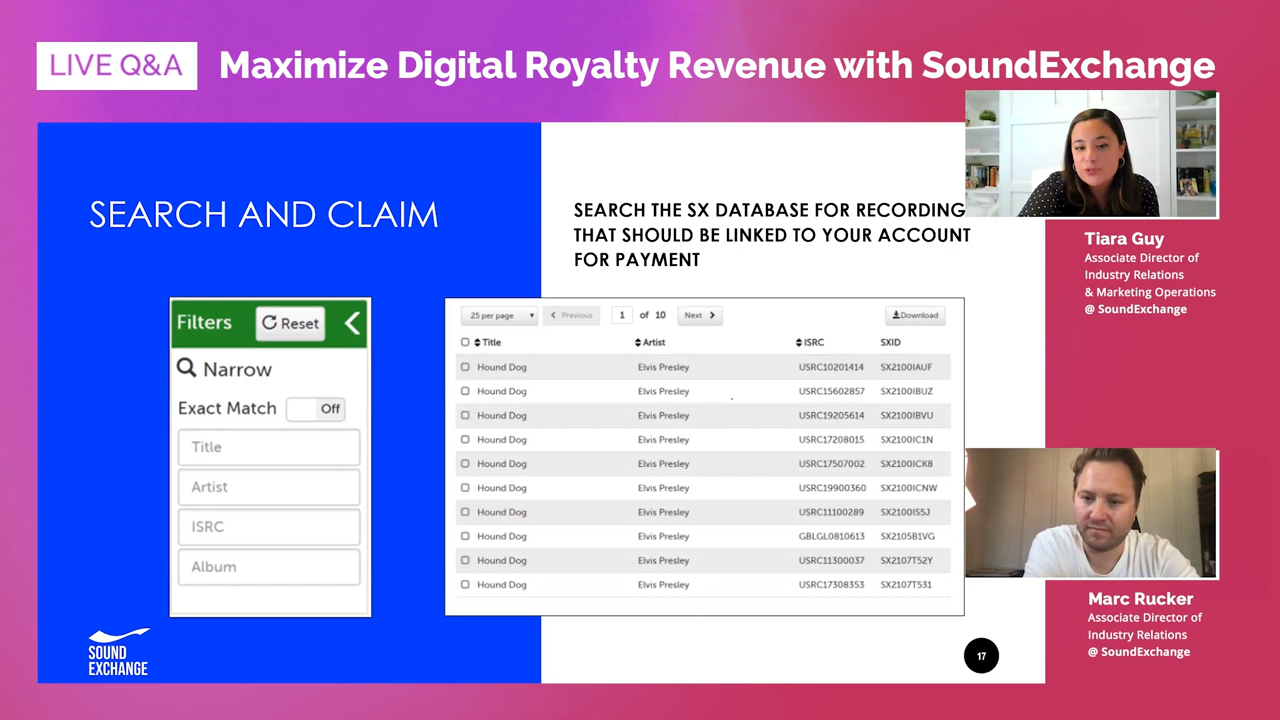 LIVE Q&A
Maximize Digital Royalty Revenue with SoundExchange
SEARCH AND CLAIM
SEARCH THE SX DATABASE FOR RECORDING
THAT SHOULD BE LINKED TO YOUR ACCOUNT
FOR PAYMENT
Filters Reset
Narrow
Exact Match Off
Title
Artist
ISRC
Album
25 per page Previous 1 of 10 Next Download
Title Artist ISRC SXID
Hound Dog Elvis Presley USRC10201414 SX2100IAUF
Hound Dog Elvis Presley USRC15602857 SX2100IBUZ
Hound Dog Elvis Presley USRC19205614 SX2100IBVU
Hound Dog Elvis Presley USRC17208015 SX2100IC1N
Hound Dog Elvis Presley USRC17507002 SX2100ICK8
Hound Dog Elvis Presley USRC19900360 SX2100ICNW
Hound Dog Elvis Presley USRC11100289 SX2100IS5J
Hound Dog Elvis Presley GBLGL0810613 SX2105B1VG
Hound Dog Elvis Presley USRC11300037 SX2107T52Y
Hound Dog Elvis Presley USRC17308353 SX2107T531
SOUND
EXCHANGE
17
Tiara Guy
Associate Director of
Industry Relations
& Marketing Operations
@ SoundExchange
Marc Rucker
Associate Director of
Industry Relations
@ SoundExchange